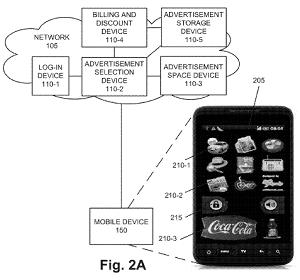 BILLING AND
DISCOUNT
DEVICE
110-4
ADVERTISEMENT
STORAGE
DEVICE
110-5
NETWORK
105
LOG-IN
DEVICE
110-1
ADVERTISEMENT
SELECTION DEVICE
110-2
ADVERTISEMENT
SPACE DEVICE
110-3
205
08:04
210-1
210-2
215
210-3
Coca-Cola
MOBILE DEVICE
150
Fig. 2A